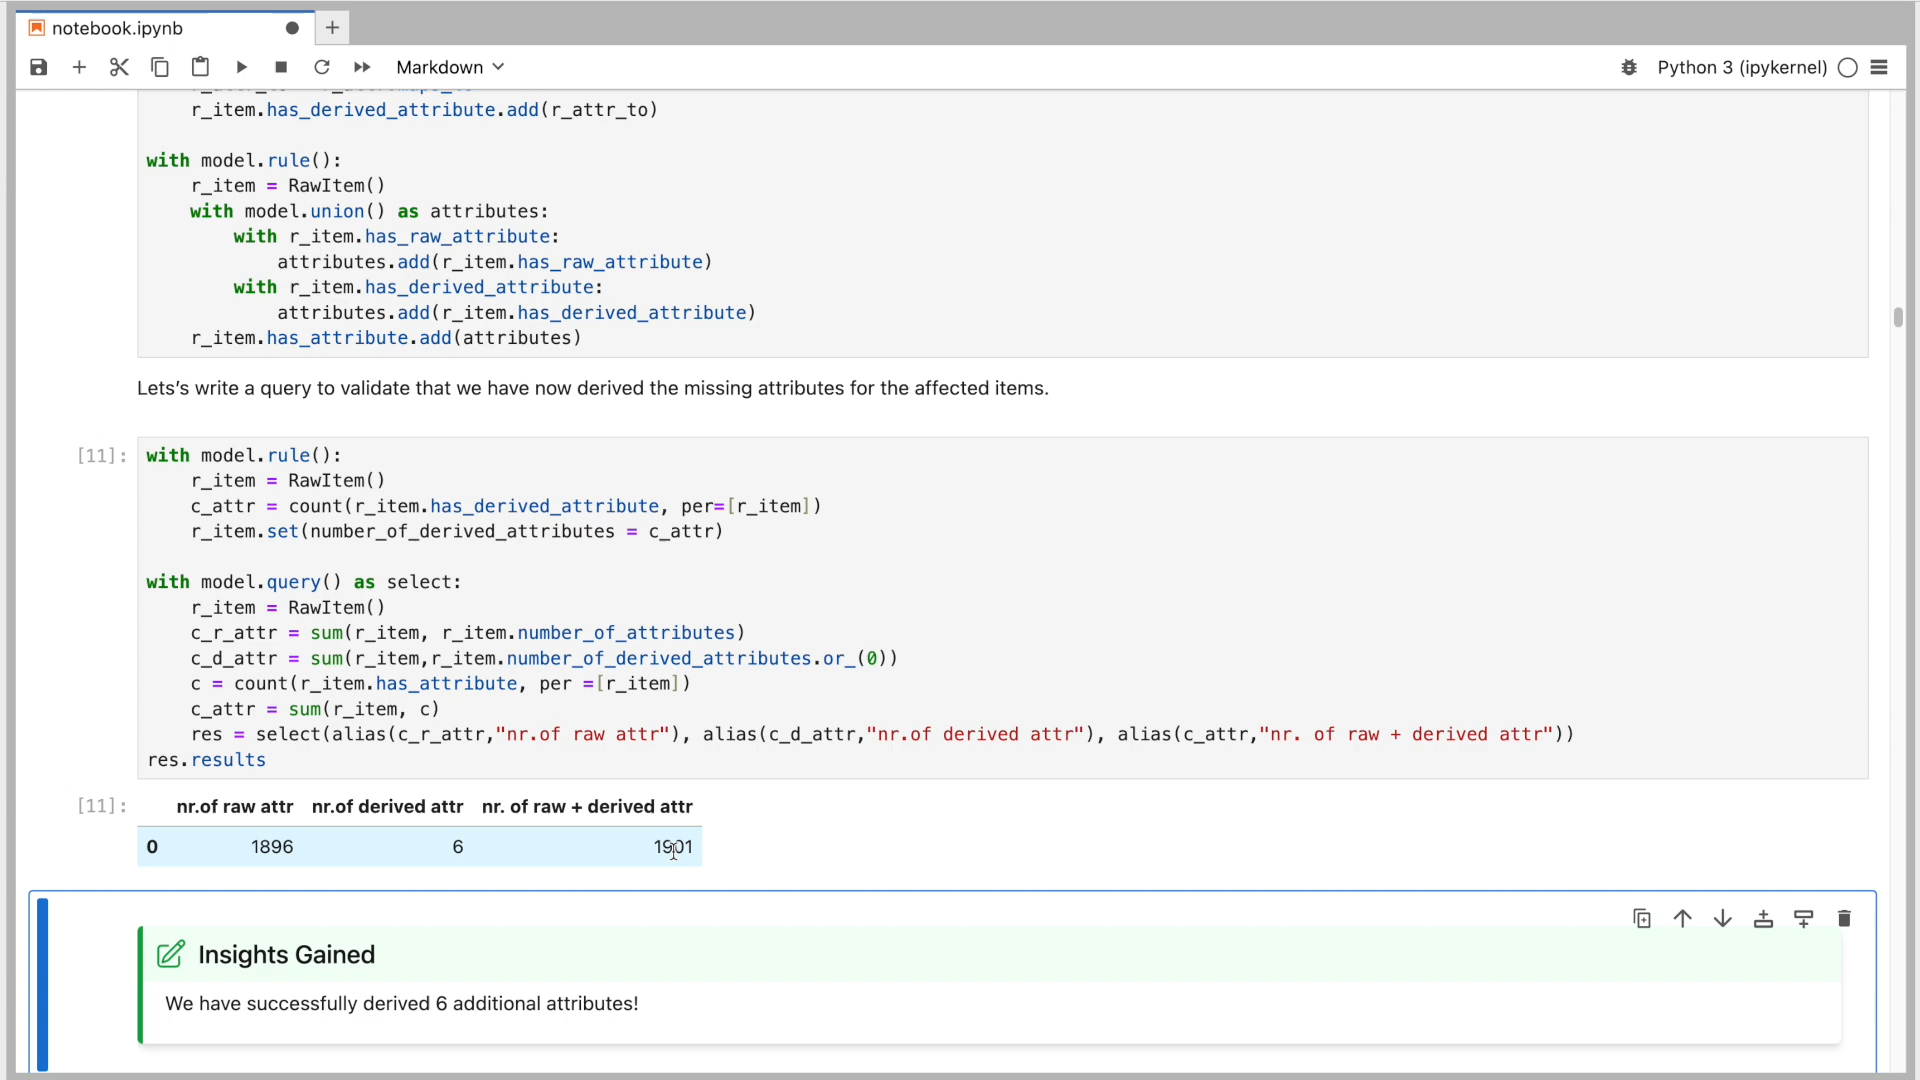 notebook.ipynb
Markdown
Python 3 (ipykernel)
r_item.has_derived_attribute.add(r_attr_to)
with model.rule():
r_item = RawItem()
with model.union() as attributes:
with r_item.has_raw_attribute:
attributes.add(r_item.has_raw_attribute)
with r_item.has_derived_attribute:
attributes.add(r_item.has_derived_attribute)
r_item.has_attribute.add(attributes)
Lets's write a query to validate that we have now derived the missing attributes for the affected items.
[11]:
with model.rule():
r_item = RawItem()
c_attr = count(r_item.has_derived_attribute, per=[r_item])
r_item.set(number_of_derived_attributes = c_attr)
with model.query() as select:
r_item = RawItem()
c_r_attr = sum(r_item, r_item.number_of_attributes)
c_d_attr = sum(r_item,r_item.number_of_derived_attributes.or_(0))
c = count(r_item.has_attribute, per =[r_item])
c_attr = sum(r_item, c)
res = select(alias(c_r_attr,"nr.of raw attr"), alias(c_d_attr,"nr.of derived attr"), alias(c_attr,"nr. of raw + derived attr"))
res.results
[11]: nr.of raw attr nr.of derived attr nr. of raw + derived attr
0 1896 6 1901
Insights Gained
We have successfully derived 6 additional attributes!